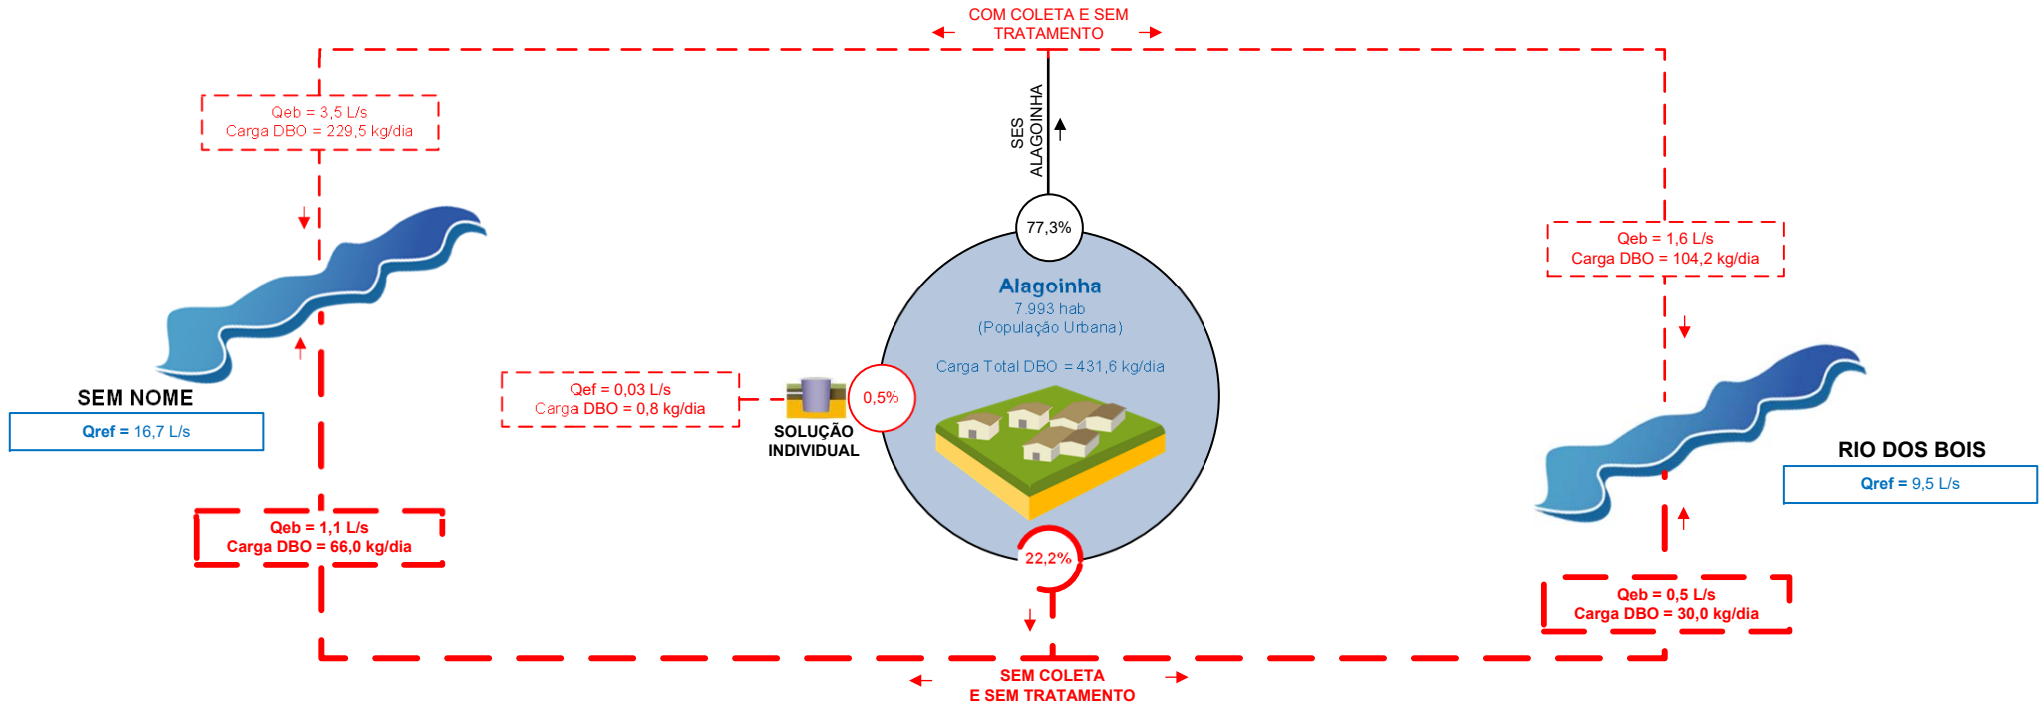 COM COLETA E SEM
TRATAMENTO
Qeb = 3,5 L/s
Carga DBO = 229,5 kg/dia
SES
ALAGOINHA
77,3%
Qeb = 1,6 L/s
Carga DBO = 104,2 kg/dia
Alagoinha
7.993 hab
(População Urbana)
Carga Total DBO = 431,6 kg/dia
SEM NOME
Qref = 16,7 L/s
Qef = 0,03 L/s
Carga DBO = 0,8 kg/dia
0,5%
SOLUÇÃO
INDIVIDUAL
RIO DOS BOIS
Qref = 9,5 L/s
Qeb = 1,1 L/s
Carga DBO = 66,0 kg/dia
22,2%
Qeb = 0,5 L/s
Carga DBO = 30,0 kg/dia
SEM COLETA
E SEM TRATAMENTO